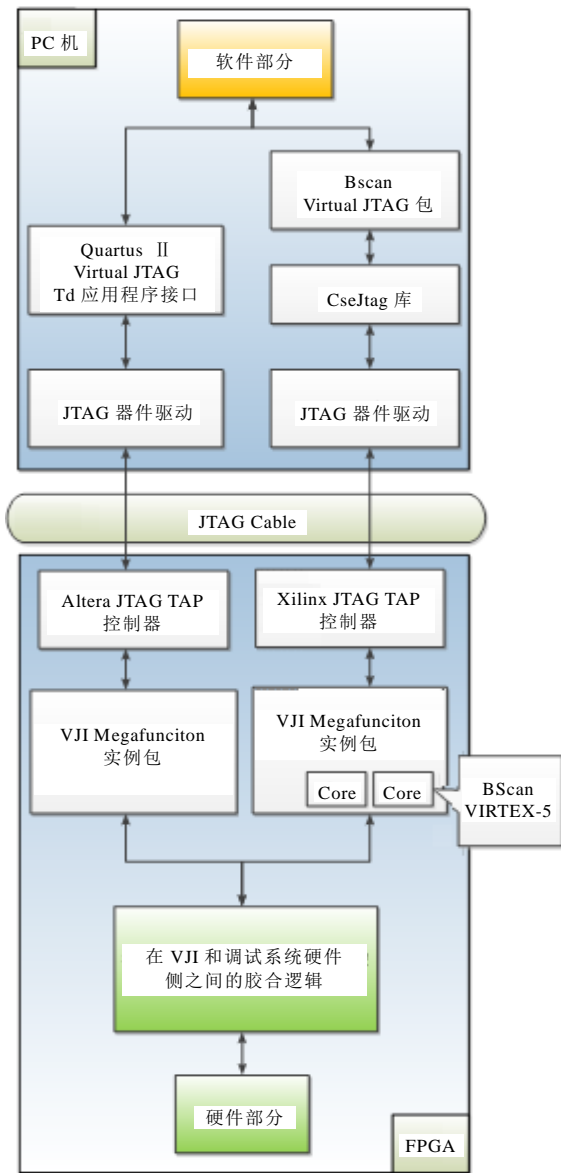 PC 机
软件部分
Bscan
Virtual JTAG 包
Quartus Ⅱ
Virtual JTAG
Td 应用程序接口
CseJtag 库
JTAG 器件驱动
JTAG 器件驱动
JTAG Cable
Altera JTAG TAP
控制器
Xilinx JTAG TAP
控制器
VJI Megafunciton
实例包
VJI Megafunciton
实例包
Core
Core
BScan
VIRTEX-5
在 VJI 和调试系统硬件
侧之间的胶合逻辑
硬件部分
FPGA